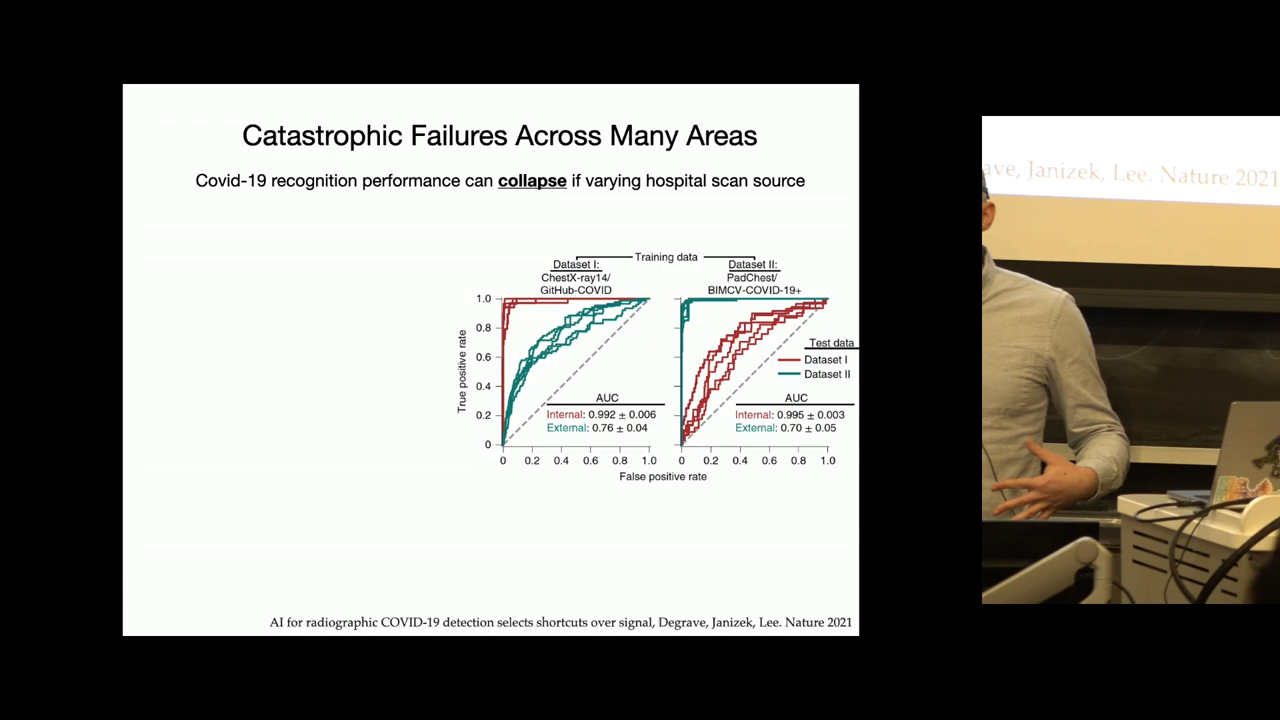 Catastrophic Failures Across Many Areas
Covid-19 recognition performance can collapse if varying hospital scan source
Training data
Dataset I:
ChestX-ray14/
GitHub-COVID
Dataset II:
PadChest/
BIMCV-COVID-19+
1.0
0.8
0.6
0.4
0.2
0
True positive rate
AUC
Internal: 0.992 ± 0.006
External: 0.76 ± 0.04
0 0.2 0.4 0.6 0.8 1.0
Test data
Dataset I
Dataset II
AUC
Internal: 0.995 ± 0.003
External: 0.70 ± 0.05
0 0.2 0.4 0.6 0.8 1.0
False positive rate
AI for radiographic COVID-19 detection selects shortcuts over signal, Degrave, Janizek, Lee. Nature 2021
ave, Janizek, Lee. Nature 2021